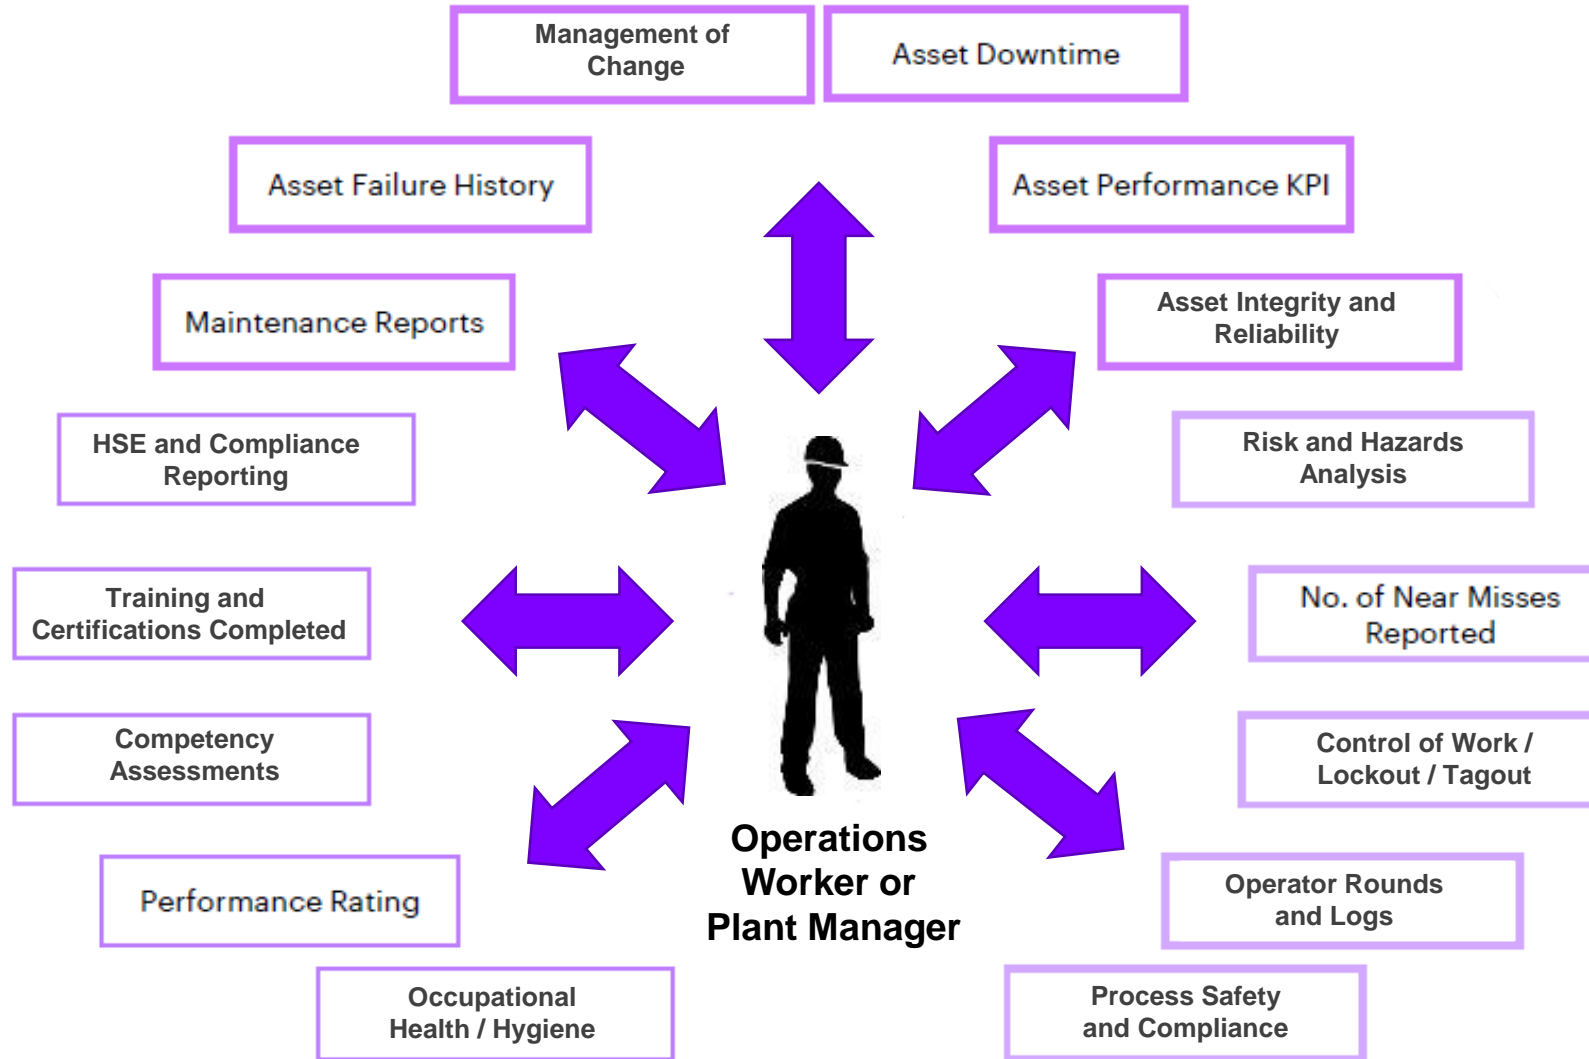 Management of
Change
Asset Downtime
Asset Failure History
Asset Performance KPI
Maintenance Reports
Asset Integrity and
Reliability
HSE and Compliance
Reporting
Risk and Hazards
Analysis
Training and
Certifications Completed
No. of Near Misses
Reported
Competency
Assessments
Control of Work /
Lockout / Tagout
Operations
Worker or
Plant Manager
Performance Rating
Operator Rounds
and Logs
Occupational
Health / Hygiene
Process Safety
and Compliance